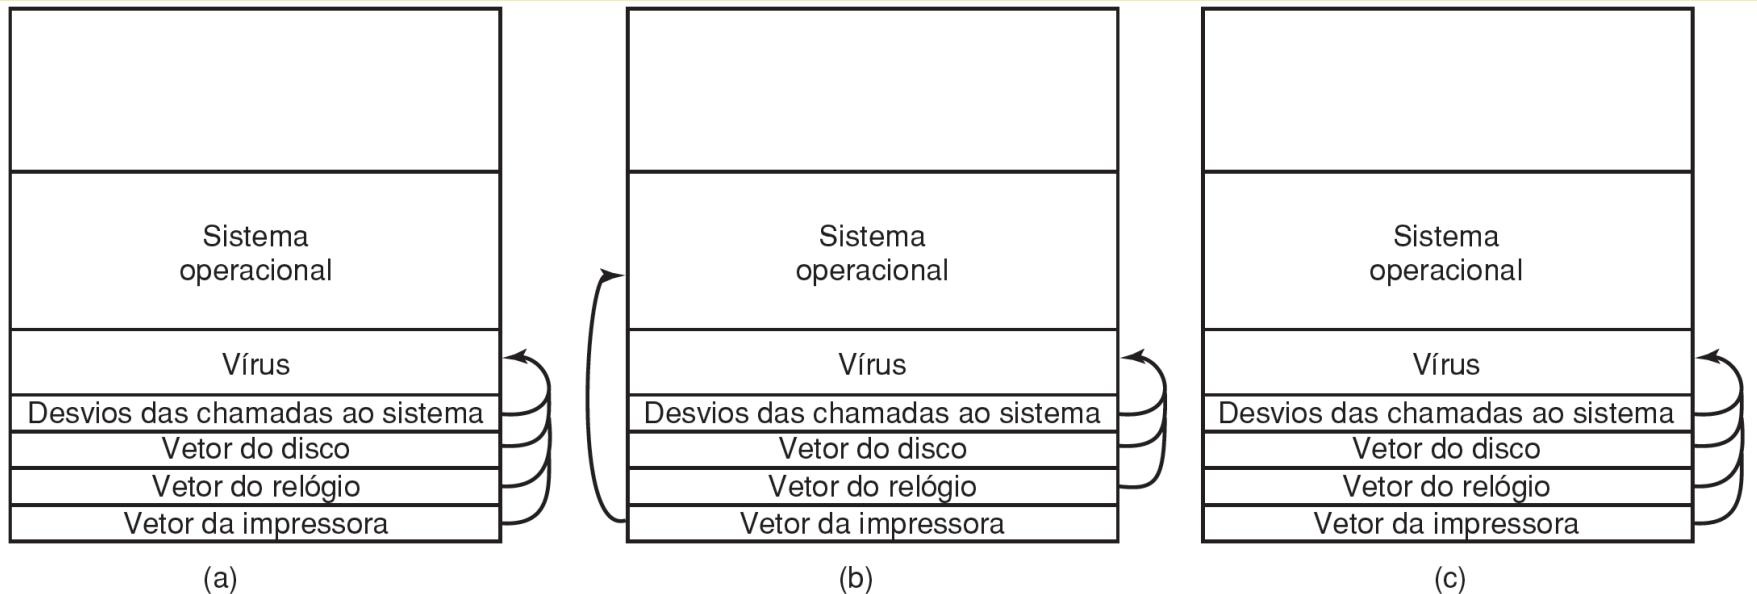 Sistema
operacional
Vírus
Desvios das chamadas ao sistema
Vetor do disco
Vetor do relógio
Vetor da impressora
(a)
Sistema
operacional
Vírus
Desvios das chamadas ao sistema
Vetor do disco
Vetor do relógio
Vetor da impressora
(b)
Sistema
operacional
Vírus
Desvios das chamadas ao sistema
Vetor do disco
Vetor do relógio
Vetor da impressora
(c)